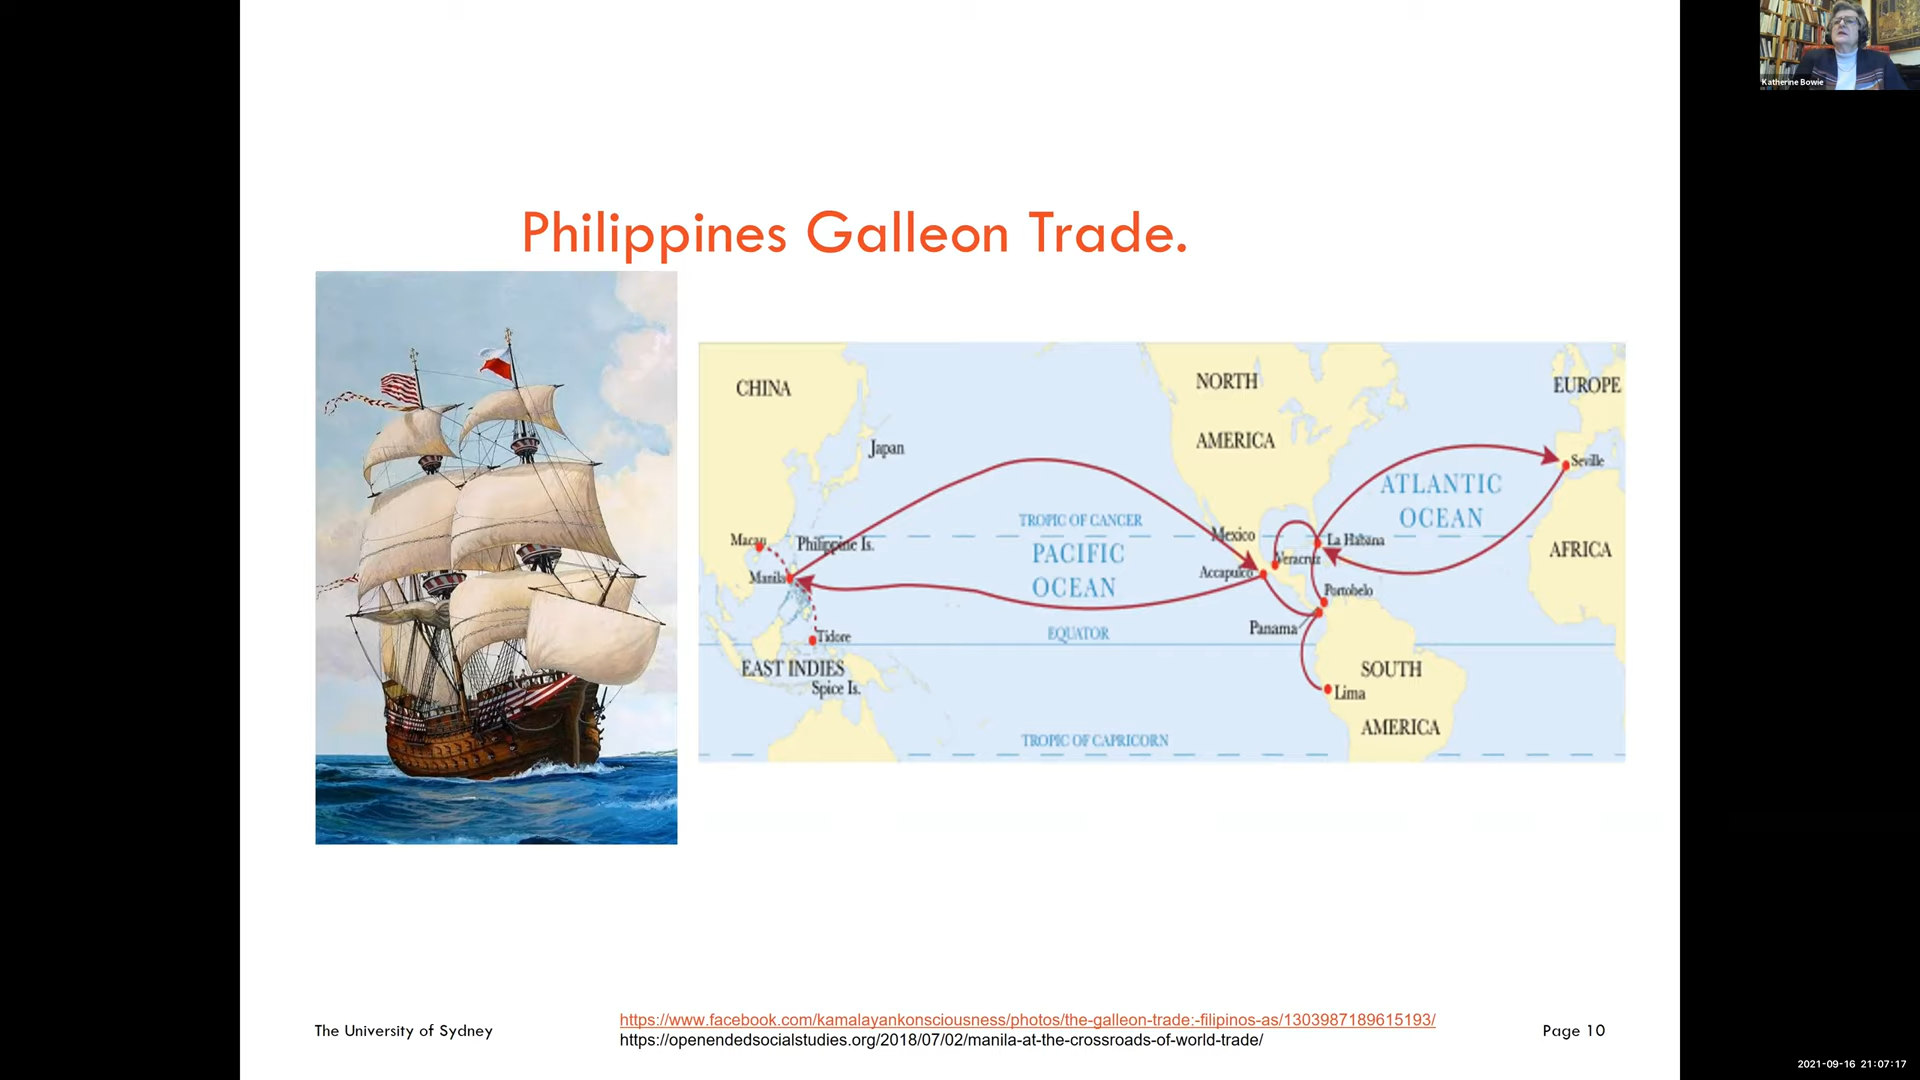 Katherine Bowie
Philippines Galleon Trade.
CHINA
NORTH
AMERICA
EUROPE
Japan
Seville
ATLANTIC
OCEAN
TROPIC OF CANCER
Mexico
Macau
Philippine Is.
La Habana
AFRICA
PACIFIC
OCEAN
Veracruz
Manila
Accapulco
Portobelo
Panama
EQUATOR
Tidore
EAST INDIES
Spice Is.
SOUTH
AMERICA
Lima
TROPIC OF CAPRICORN
The University of Sydney
https://www.facebook.com/kamalayankonsciousness/photos/the-galleon-trade:-filipinos-as/1303987189615193/
https://openendedsocialstudies.org/2018/07/02/manila-at-the-crossroads-of-world-trade/
Page 10
2021-09-16 21:07:17